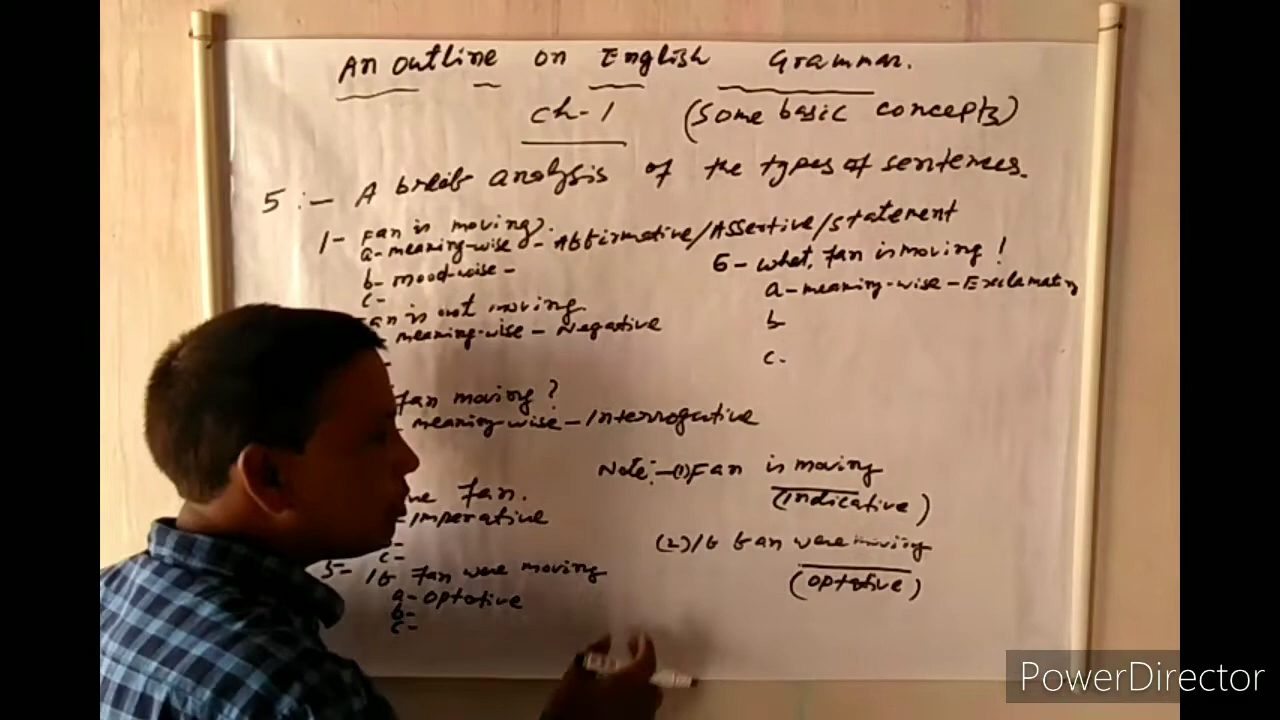 An outline on English Grammar.
Ch-1 (Some basic concepts)
5:- A breif analysis of the types of sentences.
1- Fan is moving.
a- meaning-wise - Affirmative/Assertive/Statement
b- mood-wise -
c-
Fan is not moving.
meaning-wise - Negative
Fan moving?
meaning-wise - Interrogative
Fan.
- Imperative
-
c-
5- If Fan were moving
a- Optative
b-
c-
6- what, Fan is moving!
a- meaning-wise - Exclamatory
b
c-
Note:-(1) Fan is moving
(indicative)
(2) If Fan were moving
(optative)
PowerDirector